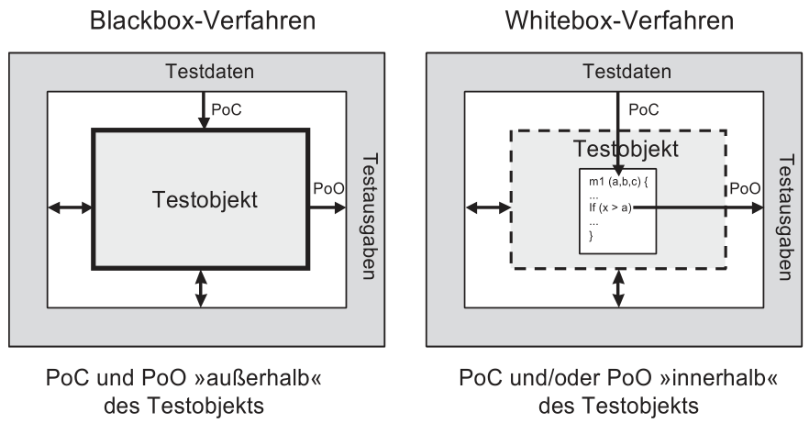 Blackbox-Verfahren
Testdaten
PoC
Testobjekt
PoO
Testausgaben
PoC und PoO »außerhalb«
des Testobjekts
Whitebox-Verfahren
Testdaten
PoC
Testobjekt
m1 (a,b,c) {
...
If (x > a)
...
}
PoO
Testausgaben
PoC und/oder PoO »innerhalb«
des Testobjekts